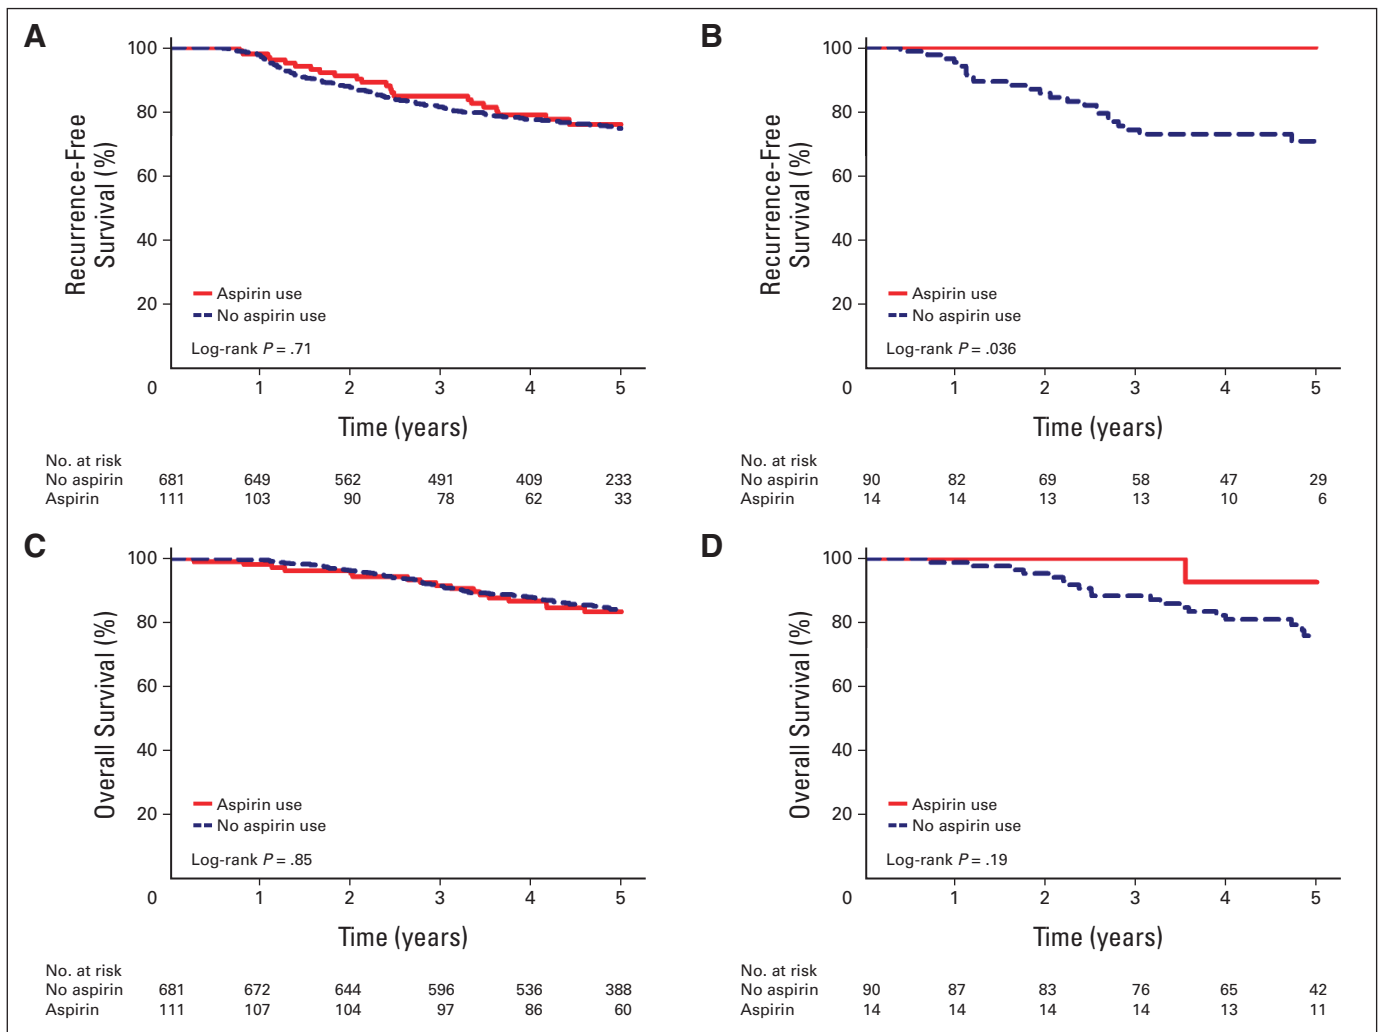 A
100
80
60
40
20
0
1 2 3 4 5
Recurrence-Free
Survival (%)
Aspirin use
No aspirin use
Log-rank P = .71
Time (years)
No. at risk
No aspirin 681 649 562 491 409 233
Aspirin 111 103 90 78 62 33
B
100
80
60
40
20
0
1 2 3 4 5
Recurrence-Free
Survival (%)
Aspirin use
No aspirin use
Log-rank P = .036
Time (years)
No. at risk
No aspirin 90 82 69 58 47 29
Aspirin 14 14 13 13 10 6
C
100
80
60
40
20
0
1 2 3 4 5
Overall Survival (%)
Aspirin use
No aspirin use
Log-rank P = .85
Time (years)
No. at risk
No aspirin 681 672 644 596 536 388
Aspirin 111 107 104 97 86 60
D
100
80
60
40
20
0
1 2 3 4 5
Overall Survival (%)
Aspirin use
No aspirin use
Log-rank P = .19
Time (years)
No. at risk
No aspirin 90 87 83 76 65 42
Aspirin 14 14 14 14 13 11